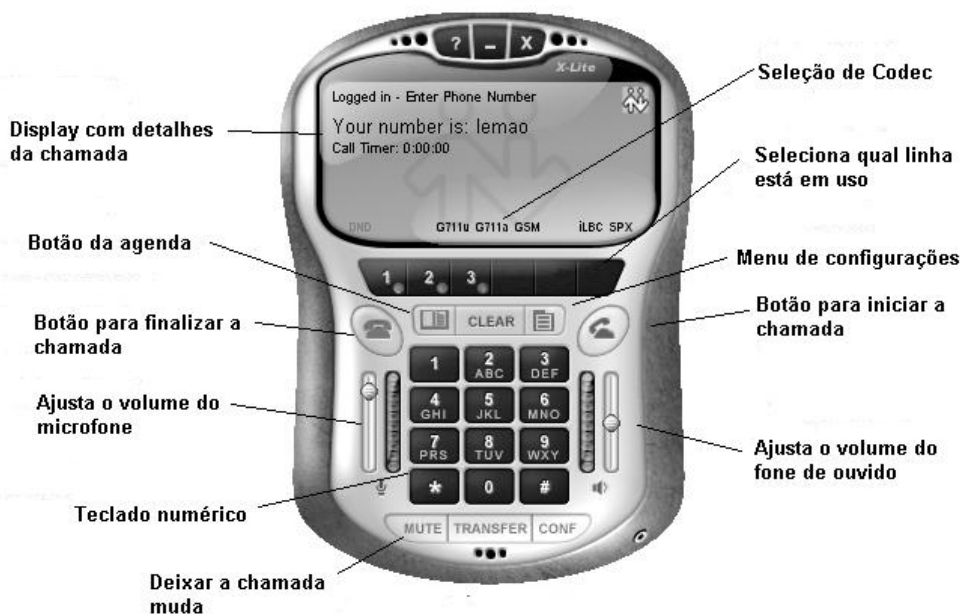 ? – X
X-Lite
Logged in - Enter Phone Number
Your number is: lemao
Call Timer: 0:00:00
DND G711u G711a GSM iLBC SPX
1 2 3
CLEAR
1 2 ABC 3 DEF
4 GHI 5 JKL 6 MNO
7 PRS 8 TUV 9 WXY
* 0 #
MUTE TRANSFER CONF
Display com detalhes
da chamada
Botão da agenda
Botão para finalizar a
chamada
Ajusta o volume do
microfone
Teclado numérico
Deixar a chamada
muda
Seleção de Codec
Seleciona qual linha
está em uso
Menu de configurações
Botão para iniciar a
chamada
Ajusta o volume do
fone de ouvido